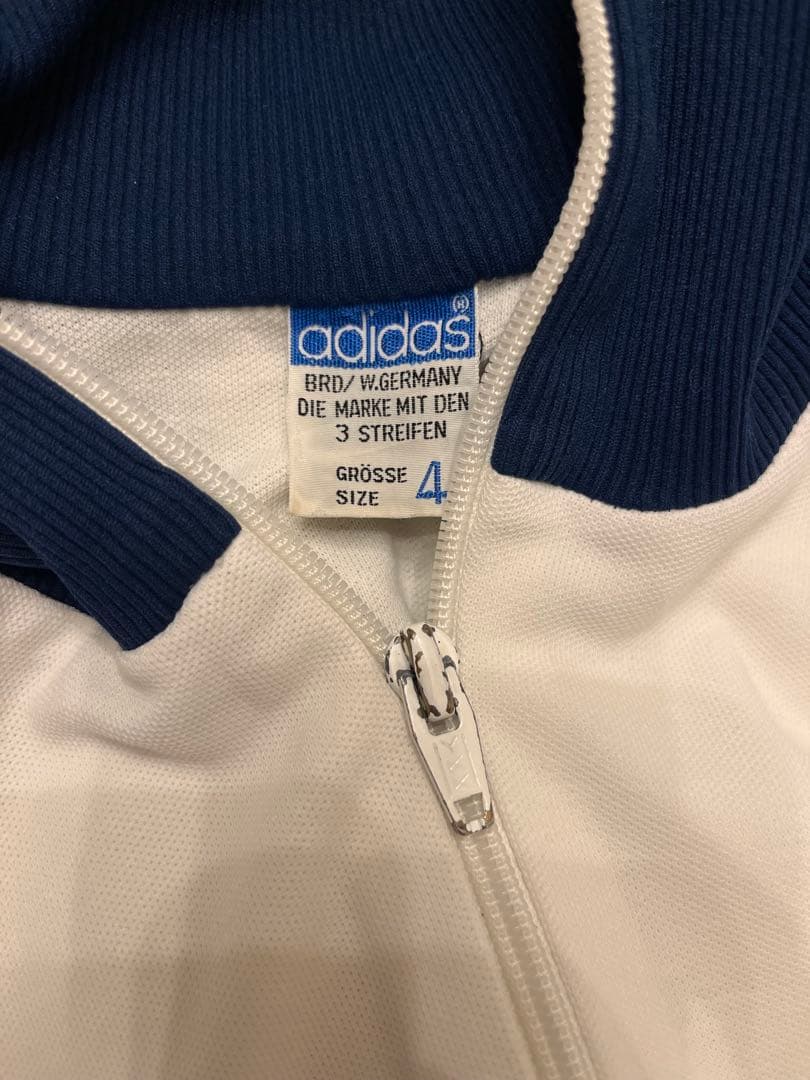 adidas®
BRD/W.GERMANY
DIE MARKE MIT DEN
3 STREIFEN
GRÖSSE
SIZE 4